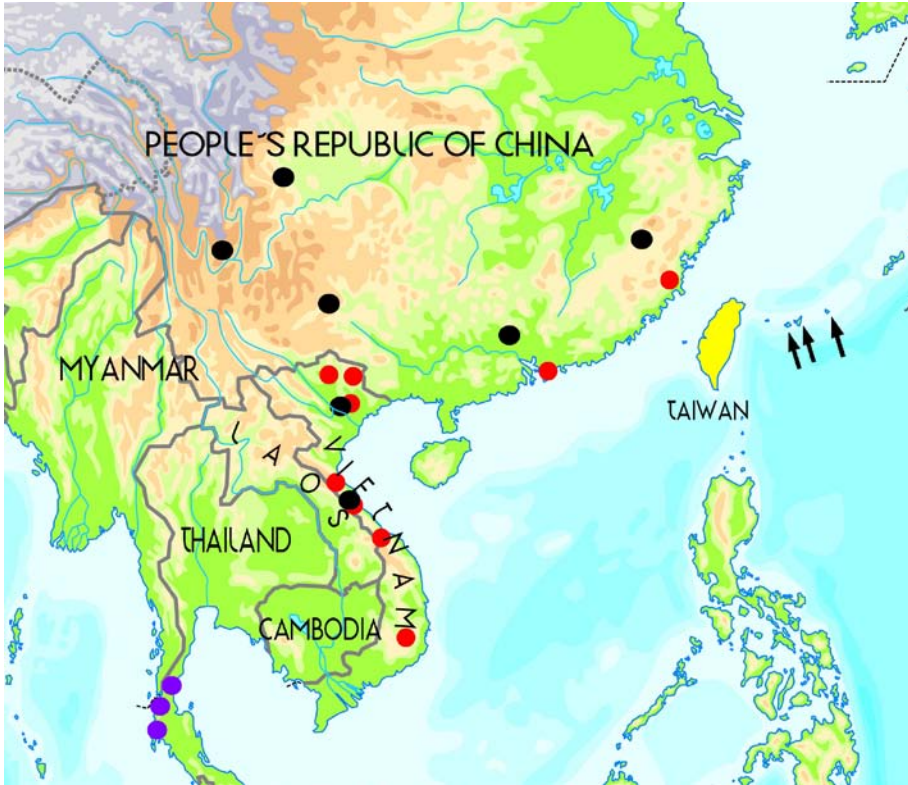 PEOPLE´S REPUBLIC OF CHINA
MYANMAR
TAIWAN
LAOS
VIETNAM
THAILAND
CAMBODIA